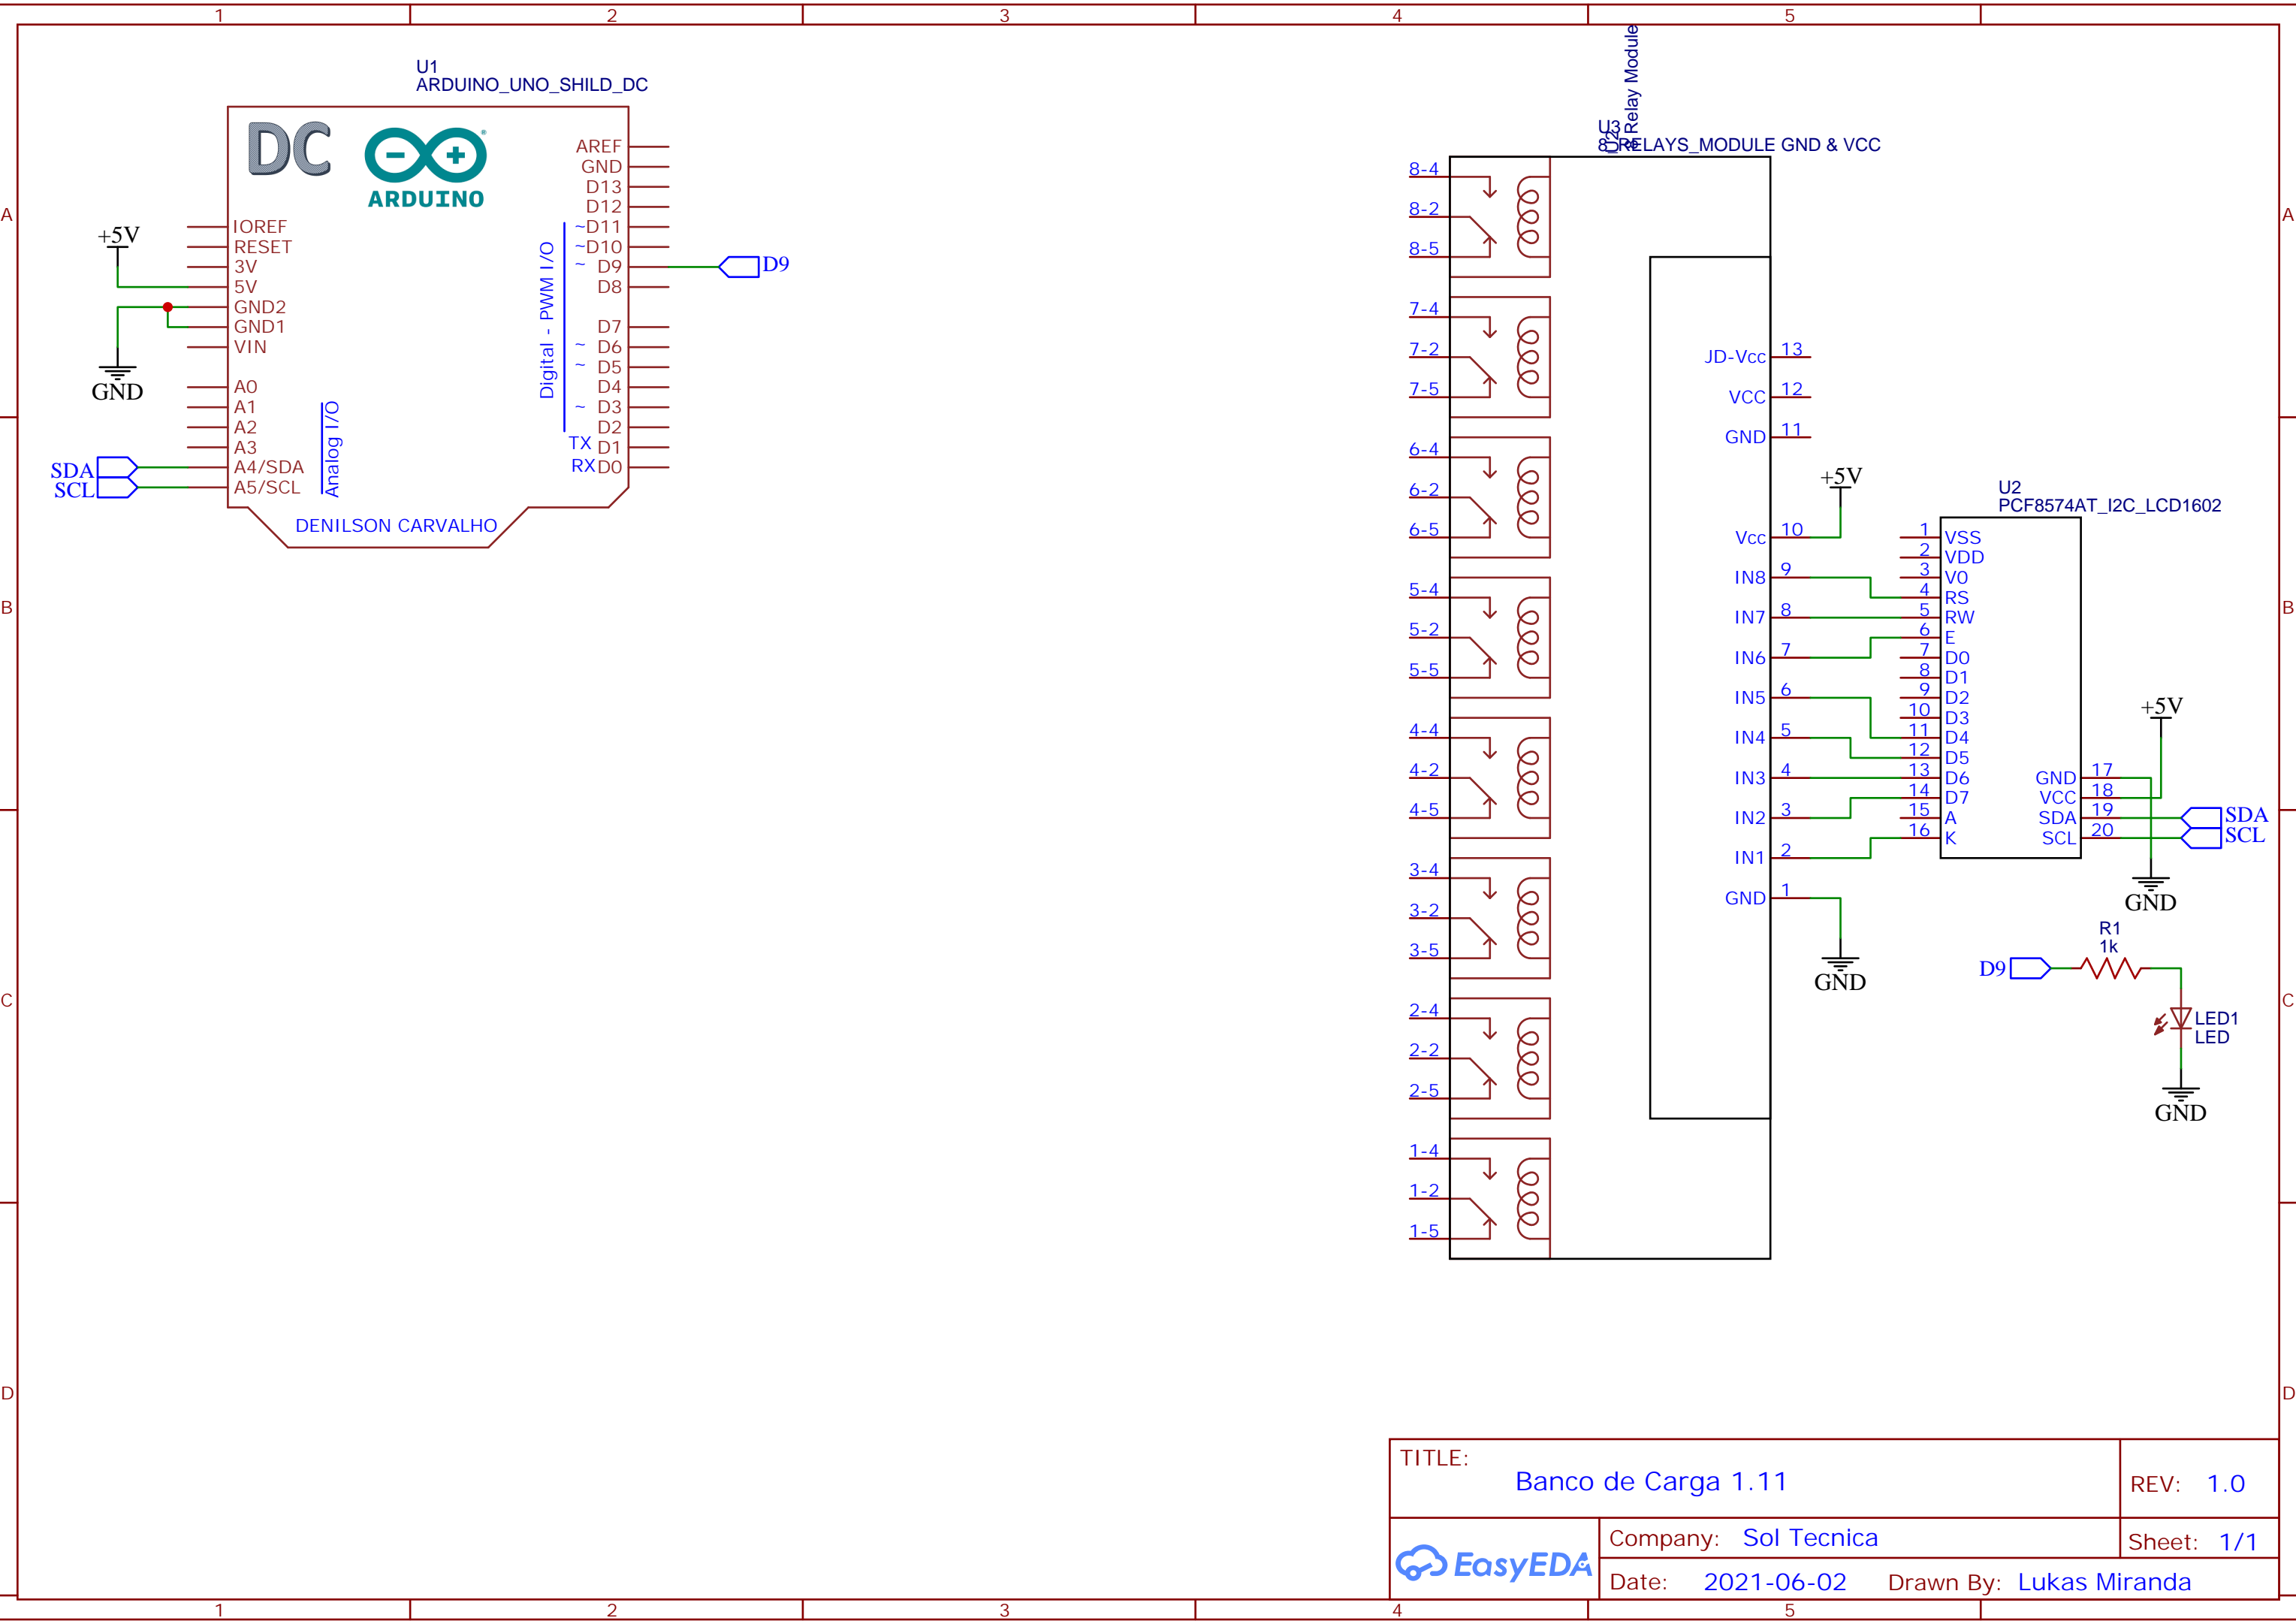 1 2 3 4 5
A
B
C
D
U1
ARDUINO_UNO_SHILD_DC
DC
ARDUINO
IOREF
RESET
3V
5V
GND2
GND1
VIN
A0
A1
A2
A3
A4/SDA
A5/SCL
Analog I/O
+5V
GND
SDA
SCL
AREF
GND
D13
D12
~D11
~D10
~ D9
D8
D7
~ D6
~ D5
D4
~ D3
D2
TX D1
RX D0
Digital - PWM I/O
DENILSON CARVALHO
D9
U3
8_RELAYS_MODULE GND & VCC
U2
8 Relay Module
8-4
8-2
8-5
7-4
7-2
7-5
6-4
6-2
6-5
5-4
5-2
5-5
4-4
4-2
4-5
3-4
3-2
3-5
2-4
2-2
2-5
1-4
1-2
1-5
JD-Vcc 13
VCC 12
GND 11
Vcc 10
IN8 9
IN7 8
IN6 7
IN5 6
IN4 5
IN3 4
IN2 3
IN1 2
GND 1
+5V
GND
U2
PCF8574AT_I2C_LCD1602
1 VSS
2 VDD
3 V0
4 RS
5 RW
6 E
7 D0
8 D1
9 D2
10 D3
11 D4
12 D5
13 D6
14 D7
15 A
16 K
GND 17
VCC 18
SDA 19
SCL 20
+5V
SDA
SCL
GND
R1
1k
D9
LED1
LED
GND
TITLE:
Banco de Carga 1.11
REV: 1.0
EasyEDA
Company: Sol Tecnica
Sheet: 1/1
Date: 2021-06-02 Drawn By: Lukas Miranda
A
B
C
D
1 2 3 4 5